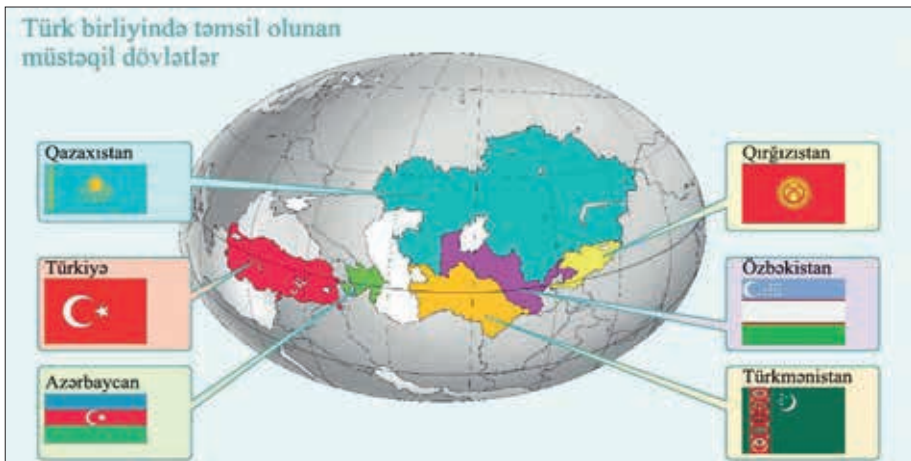 Türk birliyində təmsil olunan
müstəqil dövlətlər
Qazaxıstan
Qırğızıstan
Türkiyə
Özbəkistan
Azərbaycan
Türkmənistan